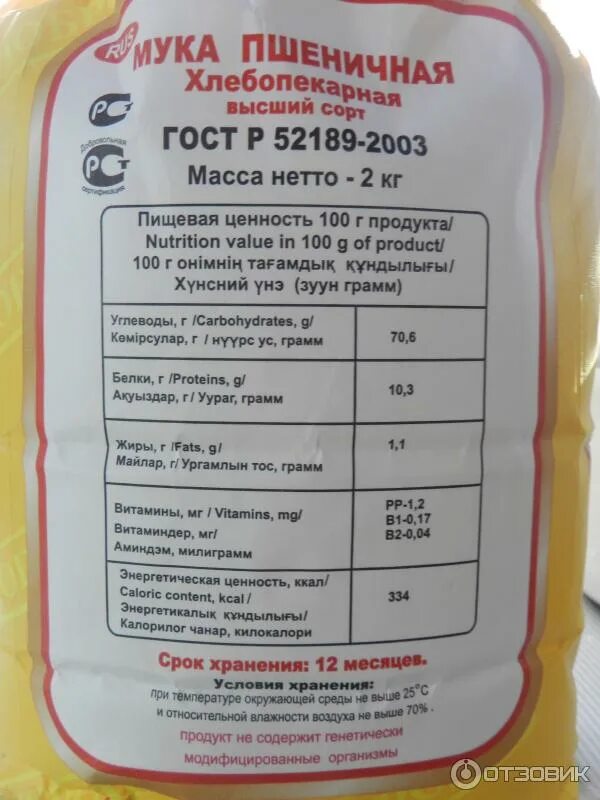 RUS
МУКА ПШЕНИЧНАЯ
Хлебопекарная
высший сорт
ГОСТ Р 52189-2003
Добровольная
сертификация
Масса нетто - 2 кг
Пищевая ценность 100 г продукта/
Nutrition value in 100 g of product/
100 г онімнің тағамдық құндылығы/
Хүнсний үнэ (зуун грамм)
Углеводы, г /Carbohydrates, g/
Көмірсулар, г / нүүрс ус, грамм
70,6
Белки, г /Proteins, g/
Ақуыздар, г/ Уураг, грамм
10,3
Жиры, г /Fats, g/
Майлар, г/ Ургамлын тос, грамм
1,1
Витамины, мг / Vitamins, mg/
Витаминдер, мг/
Аминдэм, милиграмм
РР-1,2
В1-0,17
В2-0,04
Энергетическая ценность, ккал/
Caloric content, kcal /
Энергетикалық құндылығы/
Калорилог чанар, килокалори
334
Срок хранения: 12 месяцев.
Условия хранения:
при температуре окружающей среды не выше 25°С
и относительной влажности воздуха не выше 70% .
продукт не содержит генетически
модифицированные организмы
ОТЗОВИК